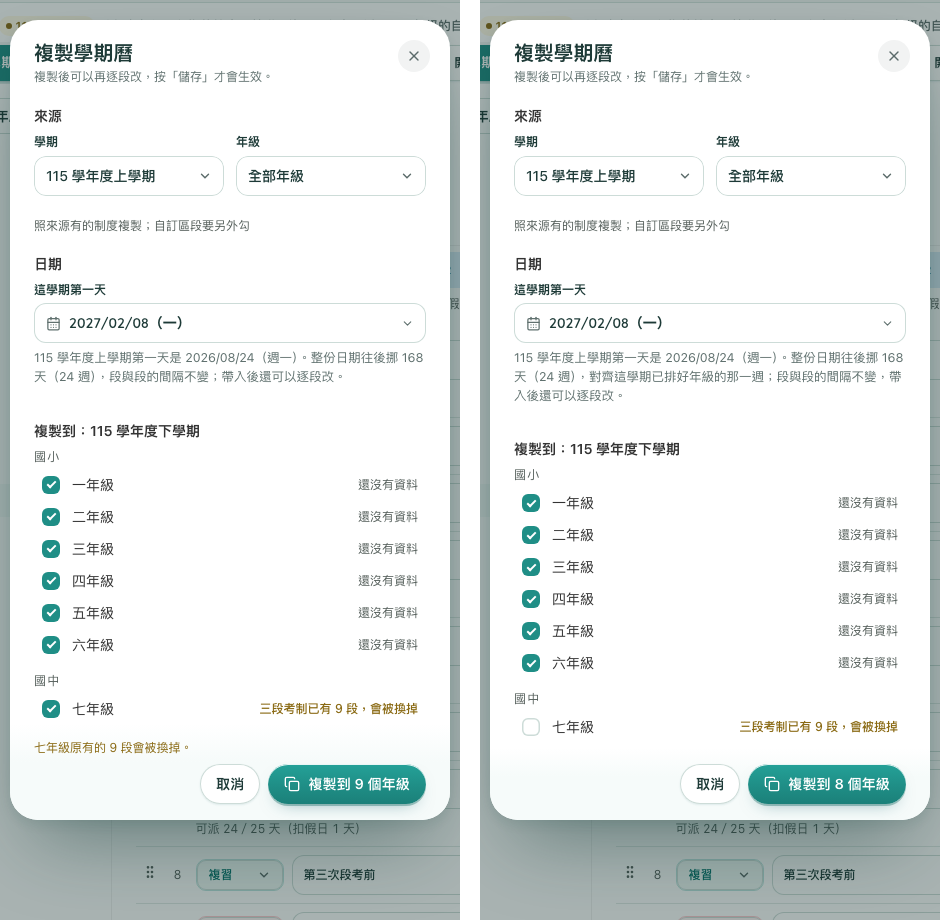 複製學期曆
複製後可以再逐段改，按「儲存」才會生效。
來源
學期
年級
115 學年度上學期
全部年級
照來源有的制度複製；自訂區段要另外勾
日期
這學期第一天
2027/02/08（一）
115 學年度上學期第一天是 2026/08/24（週一）。整份日期往後挪 168
天（24 週），段與段的間隔不變；帶入後還可以逐段改。
複製到：115 學年度下學期
國小
一年級
還沒有資料
二年級
還沒有資料
三年級
還沒有資料
四年級
還沒有資料
五年級
還沒有資料
六年級
還沒有資料
國中
七年級
三段考制已有 9 段，會被換掉
七年級原有的 9 段會被換掉。
取消
複製到 9 個年級
可派 24 / 25 天（扣假日 1 天）
8
複習
第三次段考前
複製學期曆
複製後可以再逐段改，按「儲存」才會生效。
來源
學期
年級
115 學年度上學期
全部年級
照來源有的制度複製；自訂區段要另外勾
日期
這學期第一天
2027/02/08（一）
115 學年度上學期第一天是 2026/08/24（週一）。整份日期往後挪 168
天（24 週），對齊這學期已排好年級的那一週；段與段的間隔不變，帶
入後還可以逐段改。
複製到：115 學年度下學期
國小
一年級
還沒有資料
二年級
還沒有資料
三年級
還沒有資料
四年級
還沒有資料
五年級
還沒有資料
六年級
還沒有資料
國中
七年級
三段考制已有 9 段，會被換掉
取消
複製到 8 個年級
可派 24 / 25 天（扣假日 1 天）
8
複習
第三次段考前